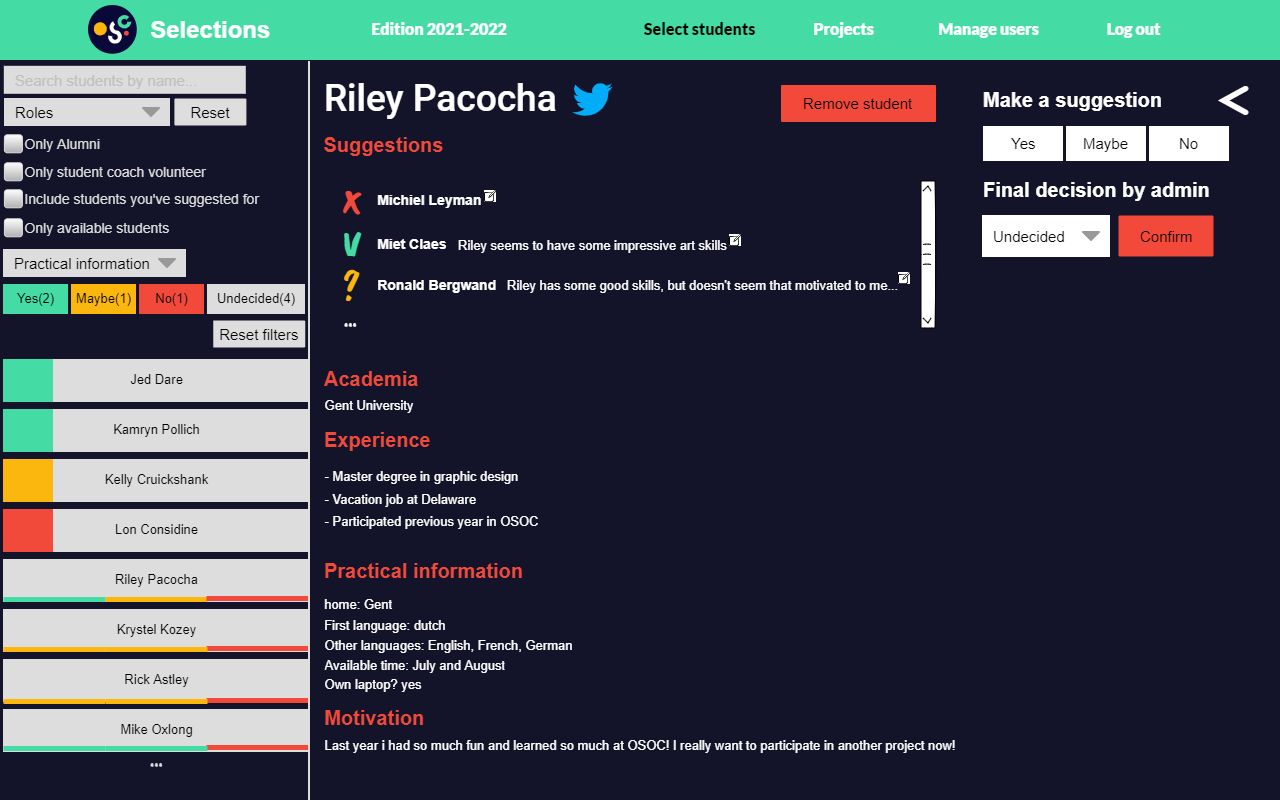 Selections
Edition 2021-2022
Select students
Projects
Manage users
Log out
Search students by name...
Roles
Reset
Only Alumni
Only student coach volunteer
Include students you've suggested for
Only available students
Practical information
Yes(2)
Maybe(1)
No(1)
Undecided(4)
Reset filters
Jed Dare
Kamryn Pollich
Kelly Cruickshank
Lon Considine
Riley Pacocha
Krystel Kozey
Rick Astley
Mike Oxlong
...
Riley Pacocha
Remove student
Suggestions
Michiel Leyman
Miet Claes Riley seems to have some impressive art skills
Ronald Bergwand Riley has some good skills, but doesn't seem that motivated to me...
...
Academia
Gent University
Experience
- Master degree in graphic design
- Vacation job at Delaware
- Participated previous year in OSOC
Practical information
home: Gent
First language: dutch
Other languages: English, French, German
Available time: July and August
Own laptop? yes
Motivation
Last year i had so much fun and learned so much at OSOC! I really want to participate in another project now!
Make a suggestion
Yes
Maybe
No
Final decision by admin
Undecided
Confirm